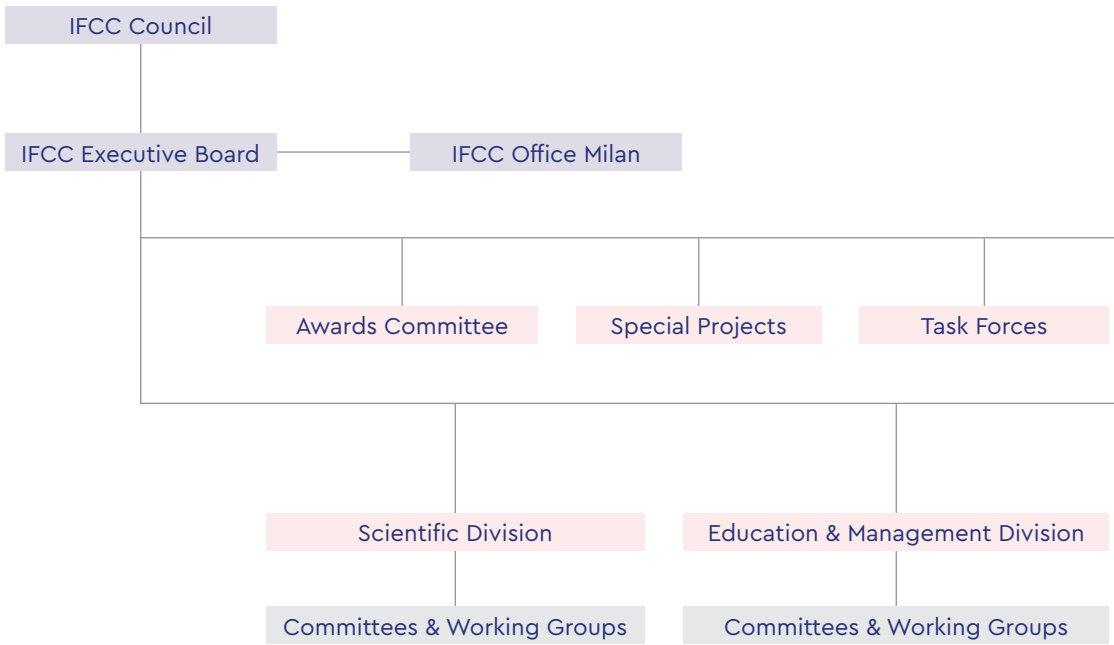 IFCC Council
IFCC Executive Board
IFCC Office Milan
Awards Committee
Special Projects
Task Forces
Scientific Division
Education & Management Division
Committees & Working Groups
Committees & Working Groups